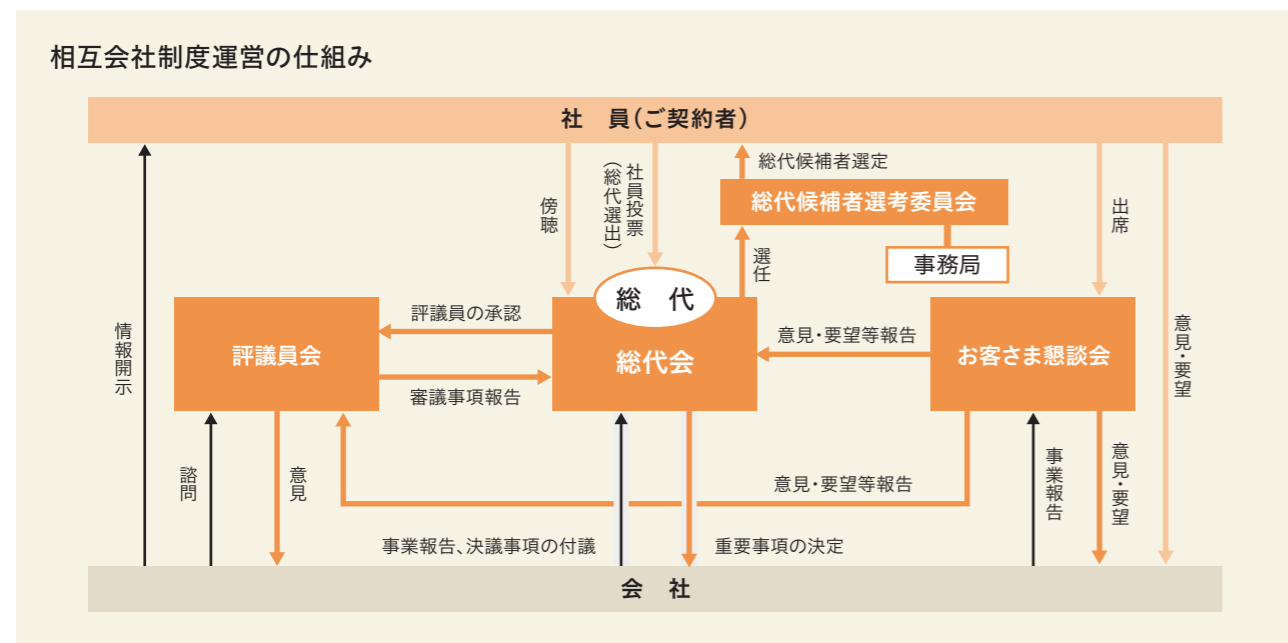 相互会社制度運営の仕組み
社　員(ご契約者)
総代候補者選定
総代候補者選考委員会
事務局
選任
傍聴
社員投票
(総代選出)
出席
意見・要望
情報開示
総　代
総代会
評議員の承認
評議員会
審議事項報告
意見・要望等報告
お客さま懇談会
諮問
意見
意見・要望等報告
事業報告
意見・要望
事業報告、決議事項の付議
重要事項の決定
会　社